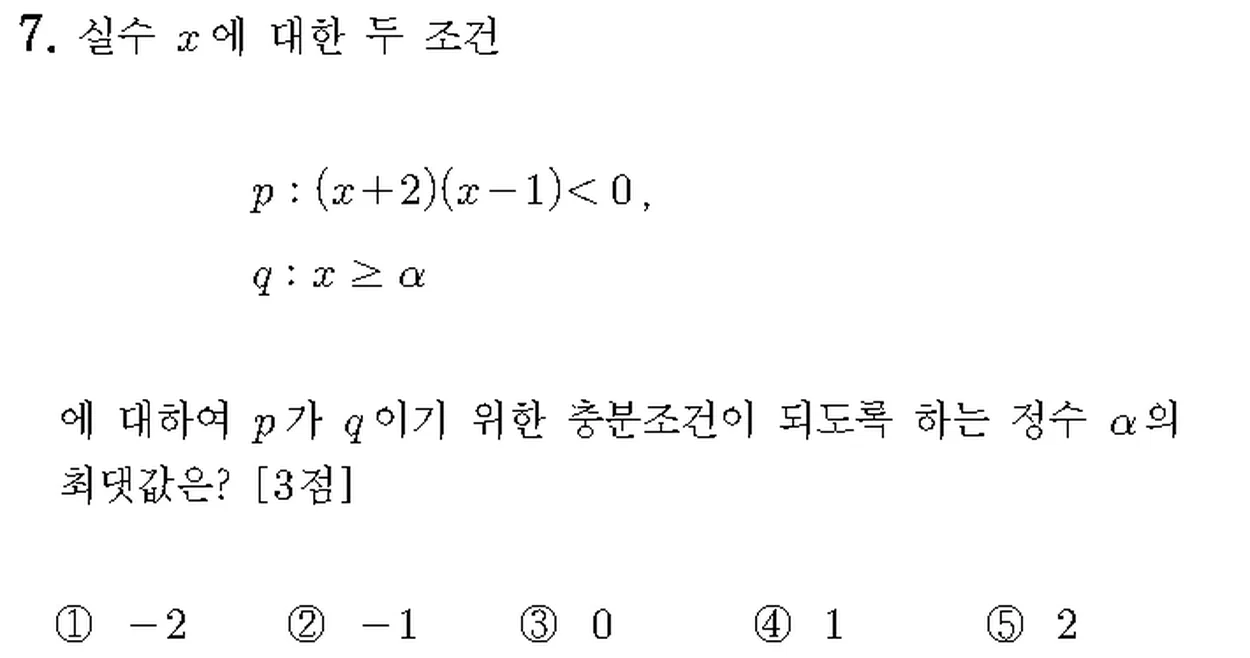 7. 실수 x에 대한 두 조건
p : (x+2)(x-1)< 0 ,
q : x ≥ α
에 대하여 p가 q이기 위한 충분조건이 되도록 하는 정수 α의
최댓값은? [3점]
① -2 ② -1 ③ 0 ④ 1 ⑤ 2